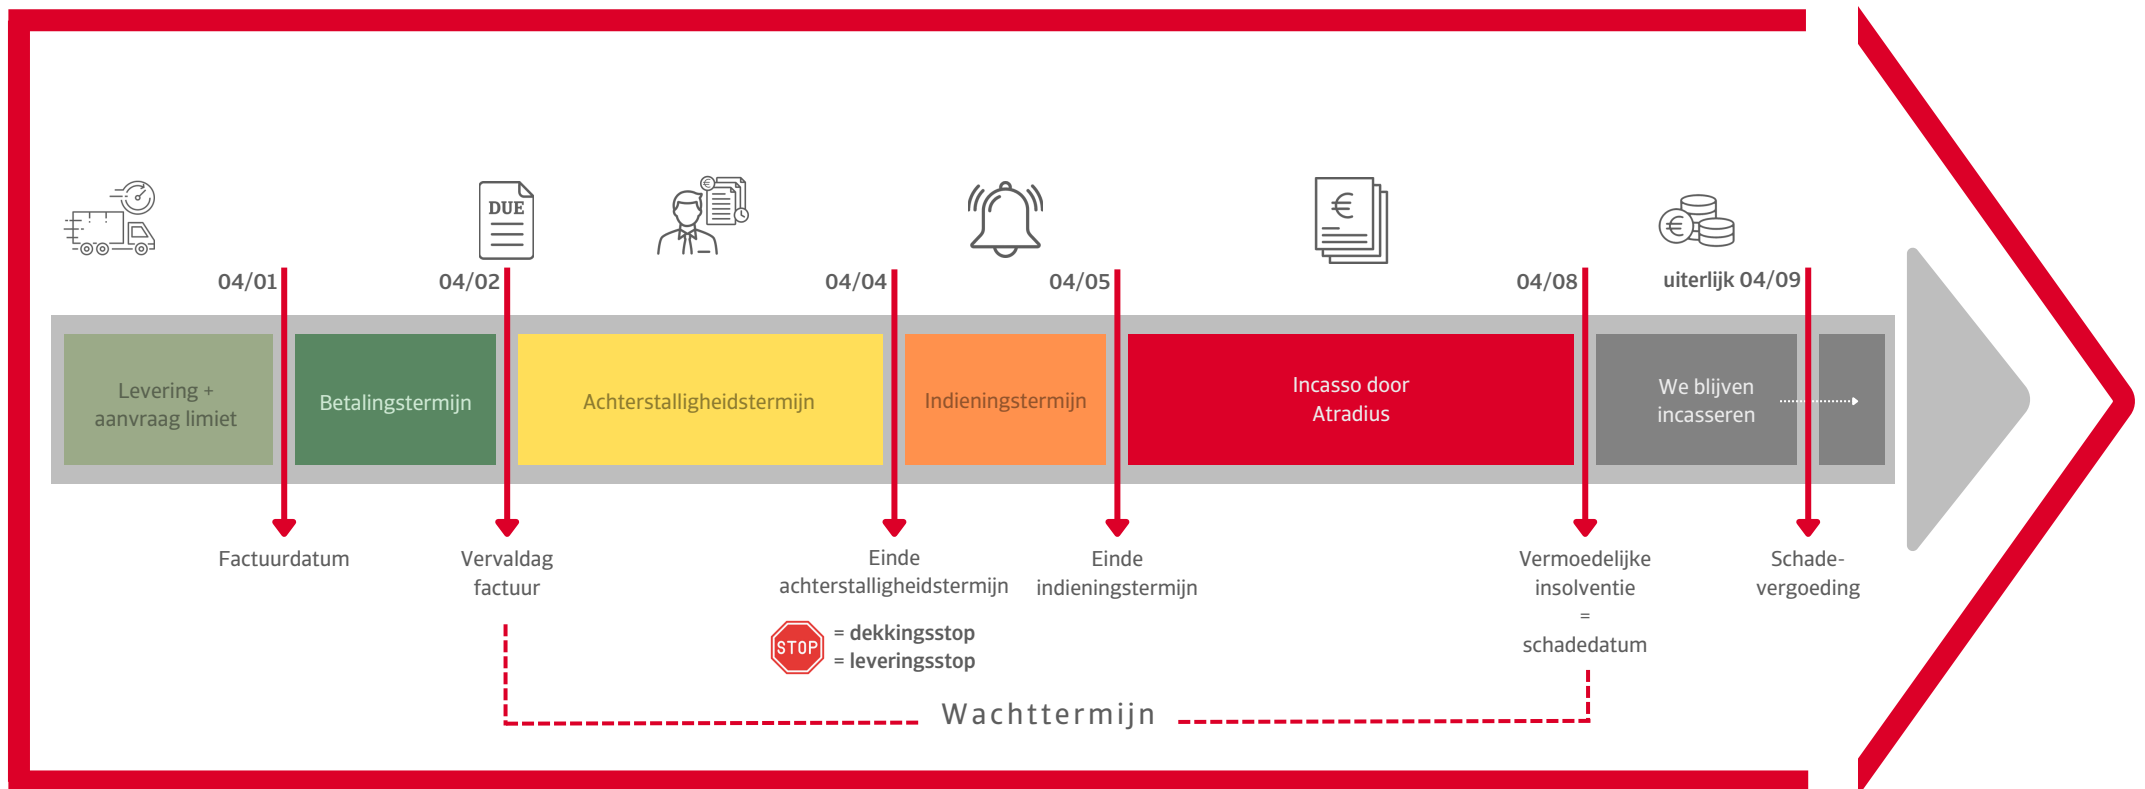 DUE
04/01
04/02
04/04
04/05
04/08
uiterlijk 04/09
Levering +
aanvraag limiet
Betalingstermijn
Achterstalligheidstermijn
Indieningstermijn
Incasso door
Atradius
We blijven
incasseren
Factuurdatum
Vervaldag
factuur
Einde
achterstalligheidstermijn
STOP
= dekkingsstop
= leveringsstop
Einde
indieningstermijn
Vermoedelijke
insolventie
=
schadedatum
Schade-
vergoeding
Wachttermijn